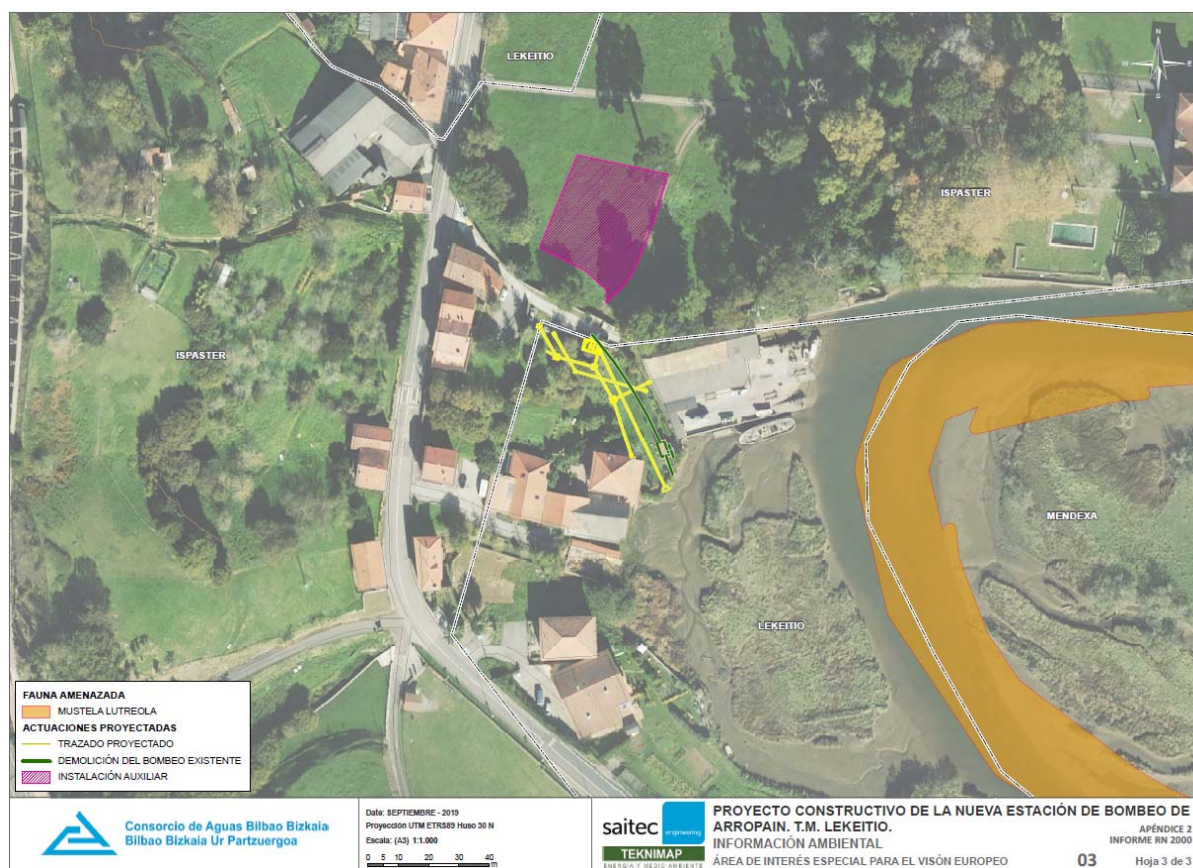 LEKEITIO
N
W
E
S
ISPASTER
ISPASTER
MENDEXA
LEKEITIO
FAUNA AMENAZADA
MUSTELA LUTREOLA
ACTUACIONES PROYECTADAS
TRAZADO PROYECTADO
DEMOLICIÓN DEL BOMBEO EXISTENTE
INSTALACIÓN AUXILIAR
Consorcio de Aguas Bilbao Bizkaia
Bilbao Bizkaia Ur Partzuergoa
Data: SEPTIEMBRE - 2019
Proyección UTM ETRS89 Huso 30 N
Escala: (A3) 1:1.000
0 5 10 20 30 40
m
saitec engineering
TEKNIMAP
ENERGÍA Y MEDIO AMBIENTE
PROYECTO CONSTRUCTIVO DE LA NUEVA ESTACIÓN DE BOMBEO DE
ARROPAIN. T.M. LEKEITIO.
INFORMACIÓN AMBIENTAL
ÁREA DE INTERÉS ESPECIAL PARA EL VISÓN EUROPEO
APÉNDICE 2
INFORME RN 2000
03
Hoja 3 de